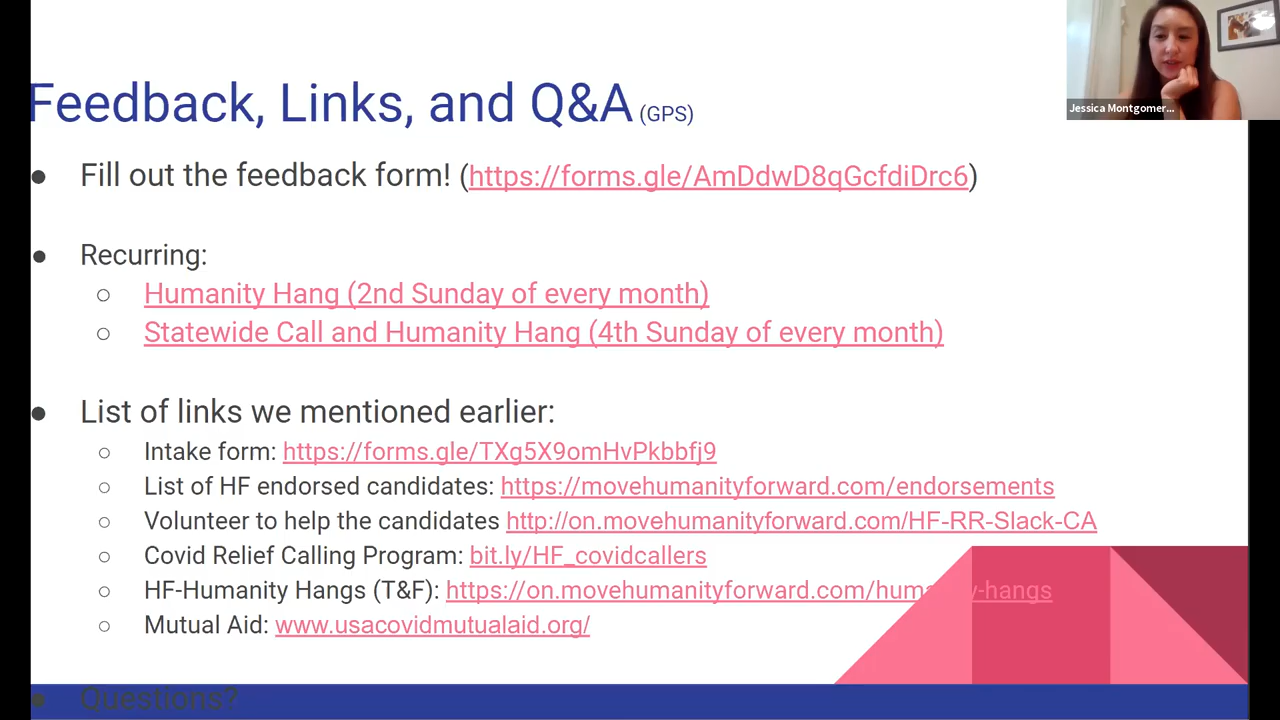 Feedback, Links, and Q&A (GPS)
Jessica Montgomer...
● Fill out the feedback form! (https://forms.gle/AmDdwD8qGcfdiDrc6)
● Recurring:
○ Humanity Hang (2nd Sunday of every month)
○ Statewide Call and Humanity Hang (4th Sunday of every month)
● List of links we mentioned earlier:
○ Intake form: https://forms.gle/TXg5X9omHvPkbbfj9
○ List of HF endorsed candidates: https://movehumanityforward.com/endorsements
○ Volunteer to help the candidates http://on.movehumanityforward.com/HF-RR-Slack-CA
○ Covid Relief Calling Program: bit.ly/HF_covidcallers
○ HF-Humanity Hangs (T&F): https://on.movehumanityforward.com/humanity-hangs
○ Mutual Aid: www.usacovidmutualaid.org/
● Questions?